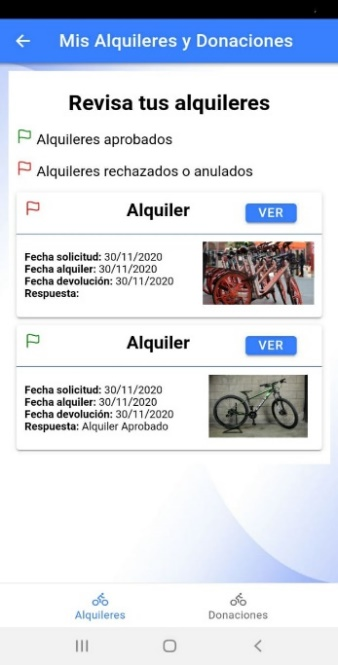 Mis Alquileres y Donaciones
Revisa tus alquileres
Alquileres aprobados
Alquileres rechazados o anulados
Alquiler
VER
Fecha solicitud: 30/11/2020
Fecha alquiler: 30/11/2020
Fecha devolución: 30/11/2020
Respuesta:
Alquiler
VER
Fecha solicitud: 30/11/2020
Fecha alquiler: 30/11/2020
Fecha devolución: 30/11/2020
Respuesta: Alquiler Aprobado
Alquileres
Donaciones